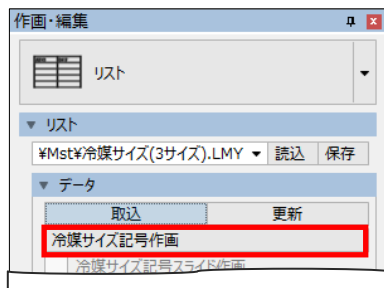 作画・編集
リスト
リスト
¥Mst¥冷媒サイズ(3サイズ).LMY 読込 保存
データ
取込 更新
冷媒サイズ記号作画
冷媒サイズ記号スライド作画